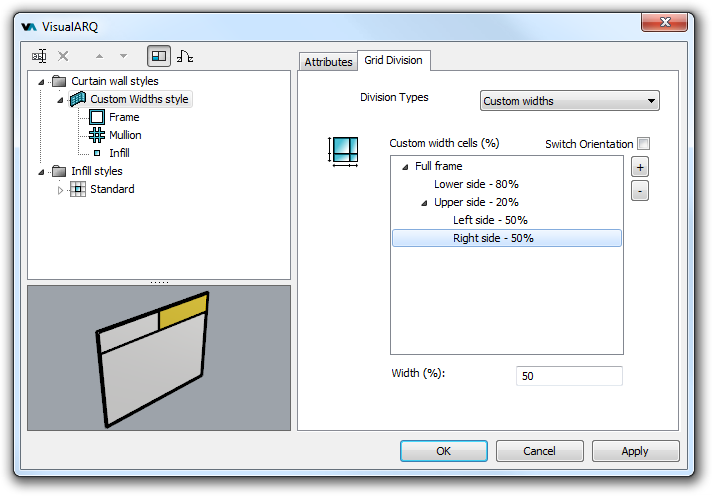 VisualARQ
Curtain wall styles
Custom Widths style
Frame
Mullion
Infill
Infill styles
Standard
Attributes
Grid Division
Division Types
Custom widths
Custom width cells (%)
Switch Orientation
Full frame
Lower side - 80%
Upper side - 20%
Left side - 50%
Right side - 50%
+
-
Width (%):
50
OK
Cancel
Apply